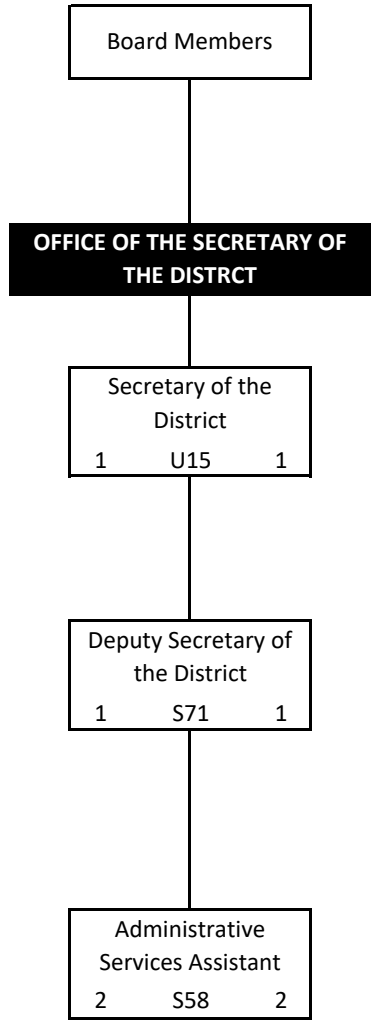 Board Members
OFFICE OF THE SECRETARY OF
THE DISTRCT
Secretary of the
District
1 U15 1
Deputy Secretary of
the District
1 S71 1
Administrative
Services Assistant
2 S58 2